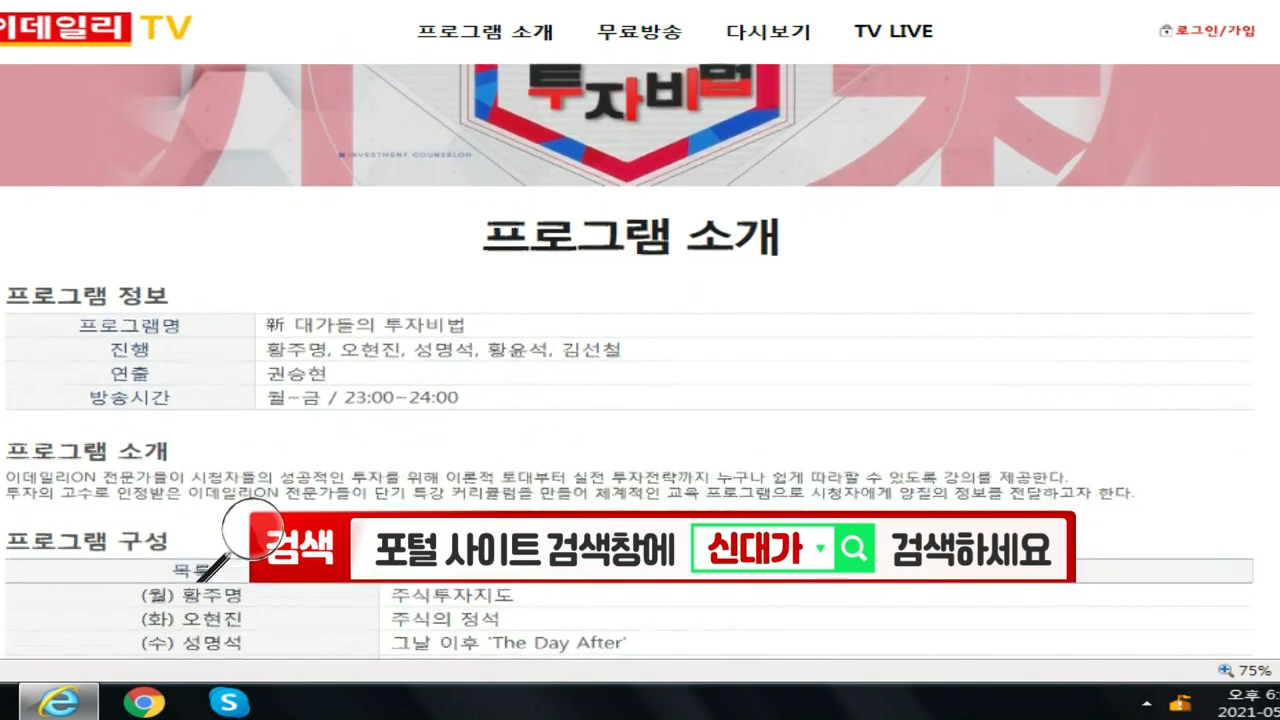 이데일리 TV
프로그램 소개 무료방송 다시보기 TV LIVE 로그인/가입
투자비법
INVESTMENT COUNSELOR
프로그램 소개
프로그램 정보
프로그램명 新 대가들의 투자비법
진행 황주명, 오현진, 성명석, 황윤석, 김선철
연출 권승현
방송시간 월~금 / 23:00~24:00
프로그램 소개
이데일리ON 전문가들이 시청자들의 성공적인 투자를 위해 이론적 토대부터 실전 투자전략까지 누구나 쉽게 따라할 수 있도록 강의를 제공한다.
투자의 고수로 인정받은 이데일리ON 전문가들이 단기 특강 커리큘럼을 만들어 체계적인 교육 프로그램으로 시청자에게 양질의 정보를 전달하고자 한다.
프로그램 구성
검색 포털 사이트 검색창에 신대가 검색하세요
(월) 황주명 주식투자지도
(화) 오현진 주식의 정석
(수) 성명석 그날 이후 'The Day After'
75%
오후 6:
2021-05